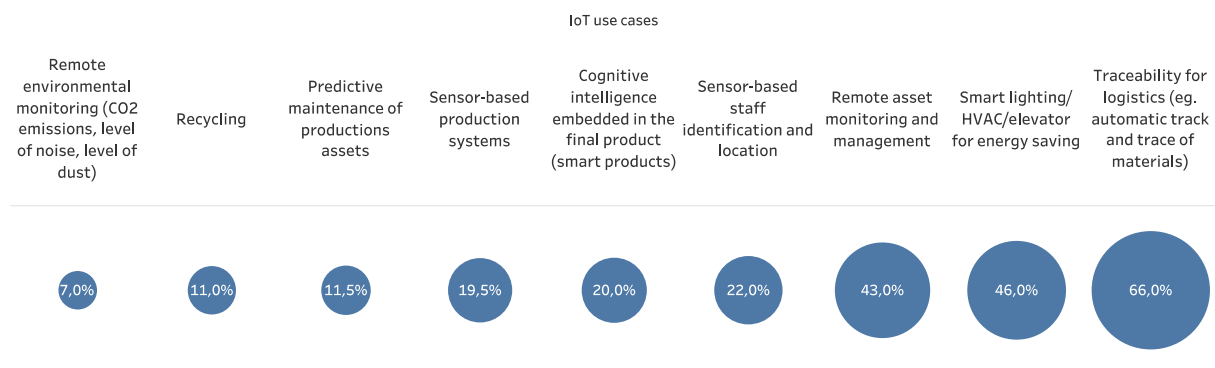 IoT use cases
Remote
environmental
monitoring (CO2
emissions, level
of noise, level of
dust)
Recycling
Predictive
maintenance of
productions
assets
Sensor-based
production
systems
Cognitive
intelligence
embedded in the
final product
(smart products)
Sensor-based
staff
identification and
location
Remote asset
monitoring and
management
Smart lighting/
HVAC/elevator
for energy saving
Traceability for
logistics (eg.
automatic track
and trace of
materials)
7,0%
11,0%
11,5%
19,5%
20,0%
22,0%
43,0%
46,0%
66,0%